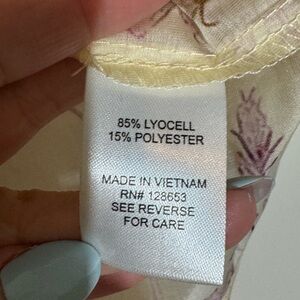 85% LYOCELL
15% POLYESTER
MADE IN VIETNAM
RN# 128653
SEE REVERSE
FOR CARE